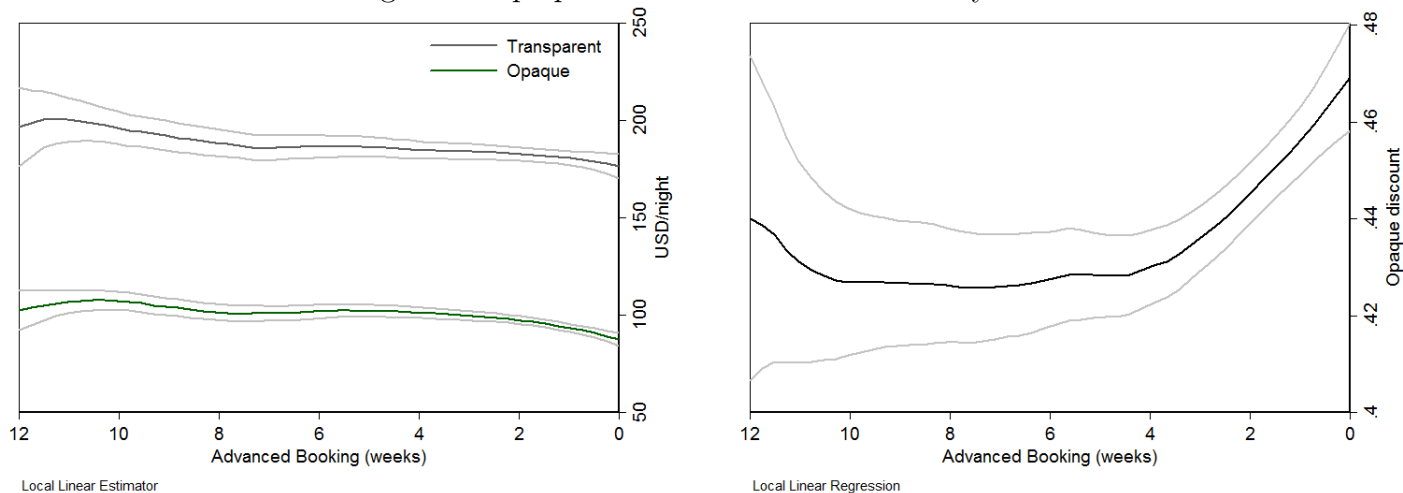 Transparent
Opaque
250
200
150
100
50
USD/night
12 10 8 6 4 2 0
Advanced Booking (weeks)
Local Linear Estimator
.48
.46
.44
.42
.4
Opaque discount
12 10 8 6 4 2 0
Advanced Booking (weeks)
Local Linear Regression